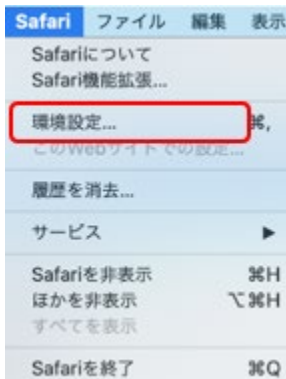 Safari ファイル 編集 表示
Safariについて
Safari機能拡張...
環境設定... ⌘,
このWebサイトでの設定...
履歴を消去...
サービス ▶
Safariを非表示 ⌘H
ほかを非表示 ⌥⌘H
すべてを表示
Safariを終了 ⌘Q